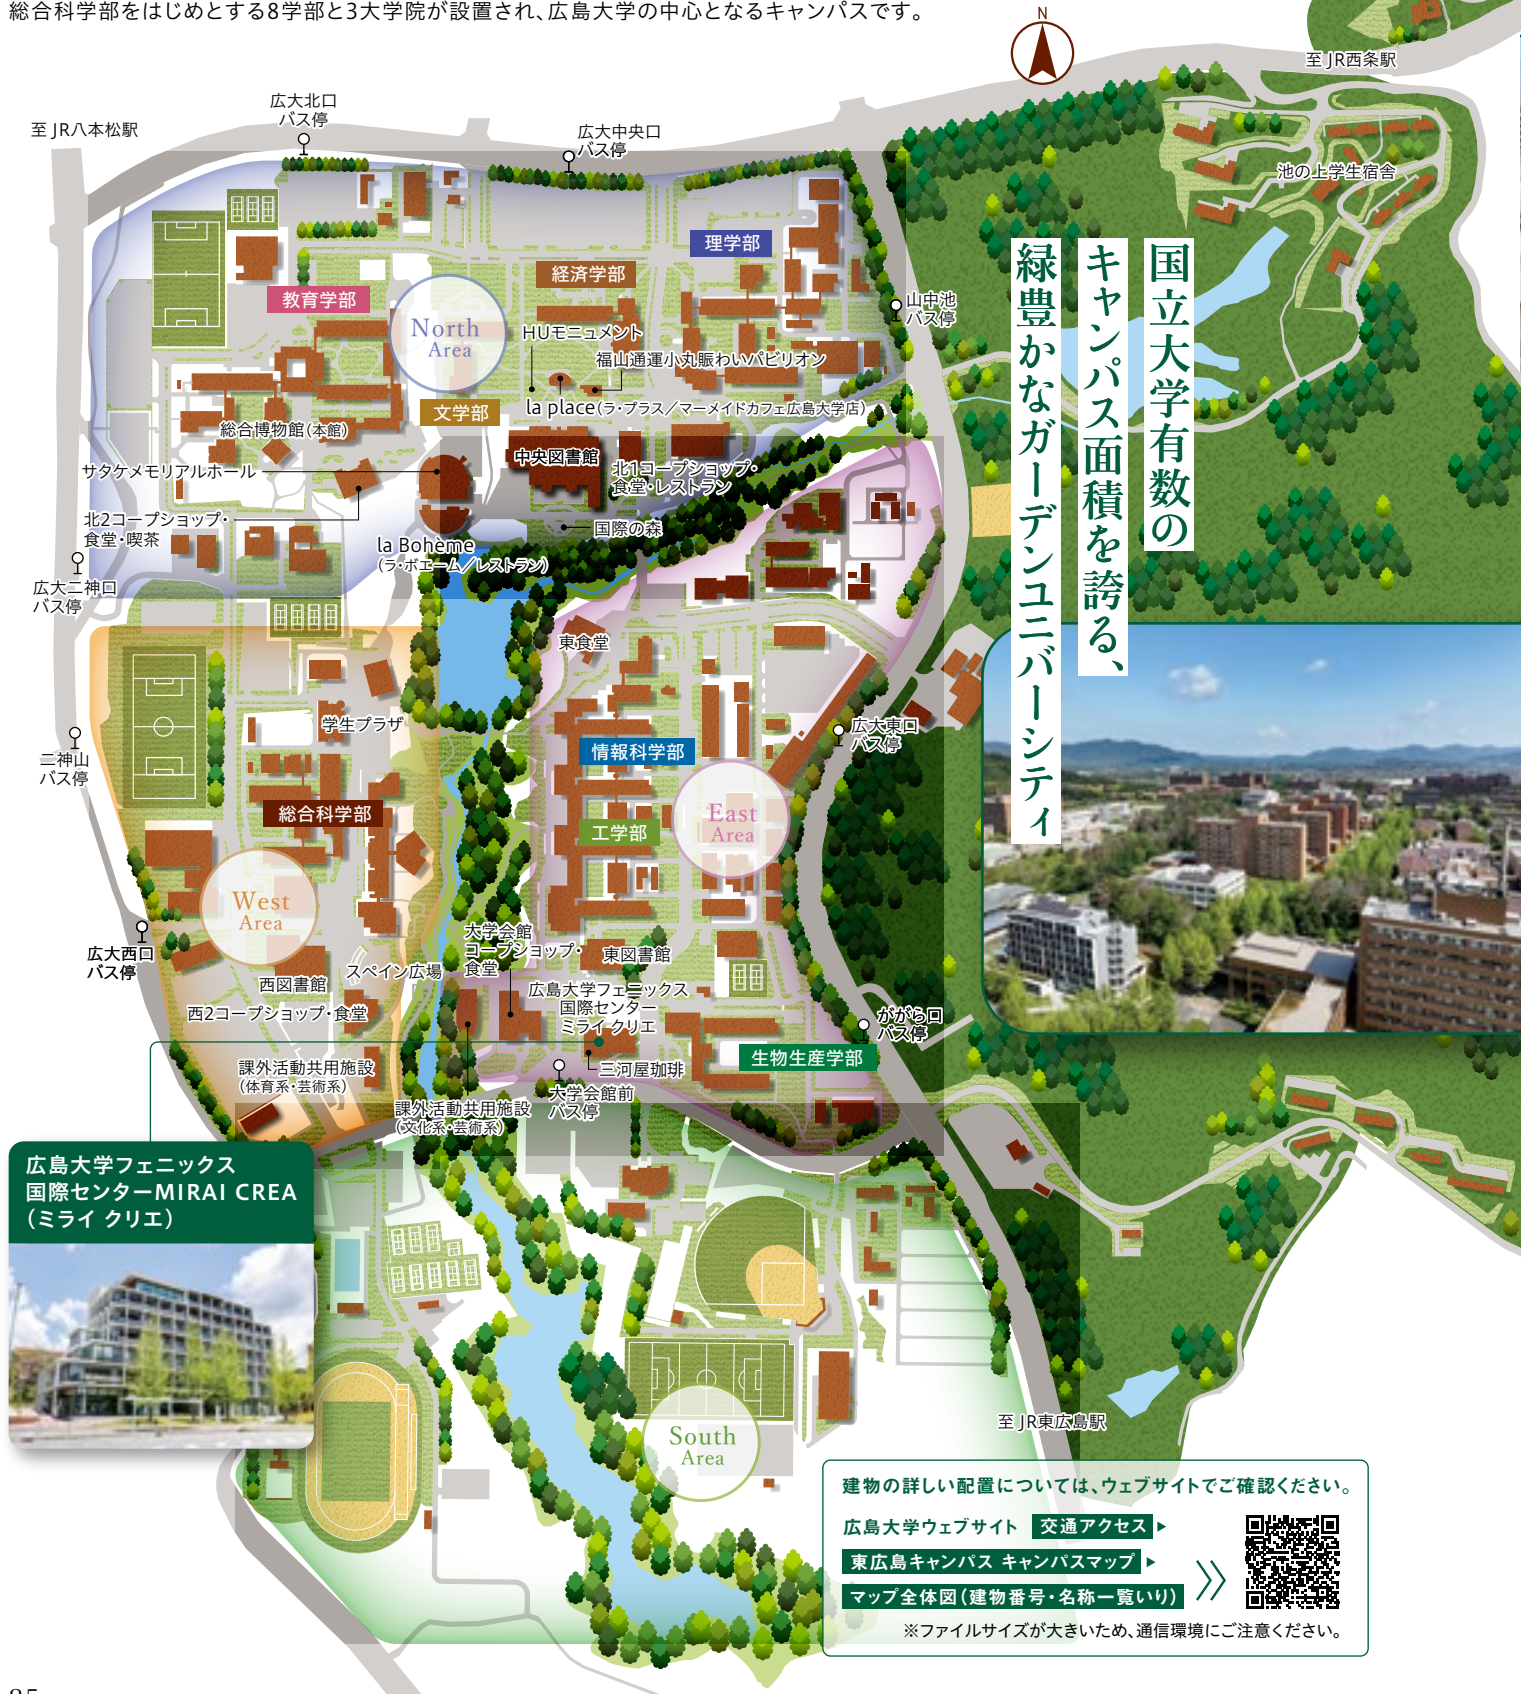 総合科学部をはじめとする8学部と3大学院が設置され、広島大学の中心となるキャンパスです。
N
至 JR西条駅
広大北口
バス停
至 JR八本松駅
広大中央口
バス停
池の上学生宿舎
国立大学有数の
キャンパス面積を誇る、
緑豊かなガーデンユニバーシティ
理学部
経済学部
教育学部
山中池
バス停
North
Area
HUモニュメント
福山通運小丸賑わいパビリオン
la place(ラ・プラス／マーメイドカフェ広島大学店)
文学部
総合博物館(本館)
中央図書館
サタケメモリアルホール
北1コープショップ・
食堂・レストラン
北2コープショップ・
食堂・喫茶
国際の森
la Bohème
(ラ・ボエーム／レストラン)
広大二神口
バス停
東食堂
学生プラザ
広大東口
バス停
二神山
バス停
情報科学部
総合科学部
East
Area
工学部
West
Area
大学会館
コープショップ・
食堂
東図書館
広大西口
バス停
スペイン広場
西図書館
広島大学フェニックス
国際センター
ミライ クリエ
西2コープショップ・食堂
ががら口
バス停
生物生産学部
課外活動共用施設
(体育系・芸術系)
三河屋珈琲
大学会館前
バス停
課外活動共用施設
(文化系・芸術系)
広島大学フェニックス
国際センターMIRAI CREA
(ミライ クリエ)
至 JR東広島駅
South
Area
建物の詳しい配置については、ウェブサイトでご確認ください。
広島大学ウェブサイト 交通アクセス ▶
東広島キャンパス キャンパスマップ ▶
マップ全体図(建物番号・名称一覧いり)
※ファイルサイズが大きいため、通信環境にご注意ください。